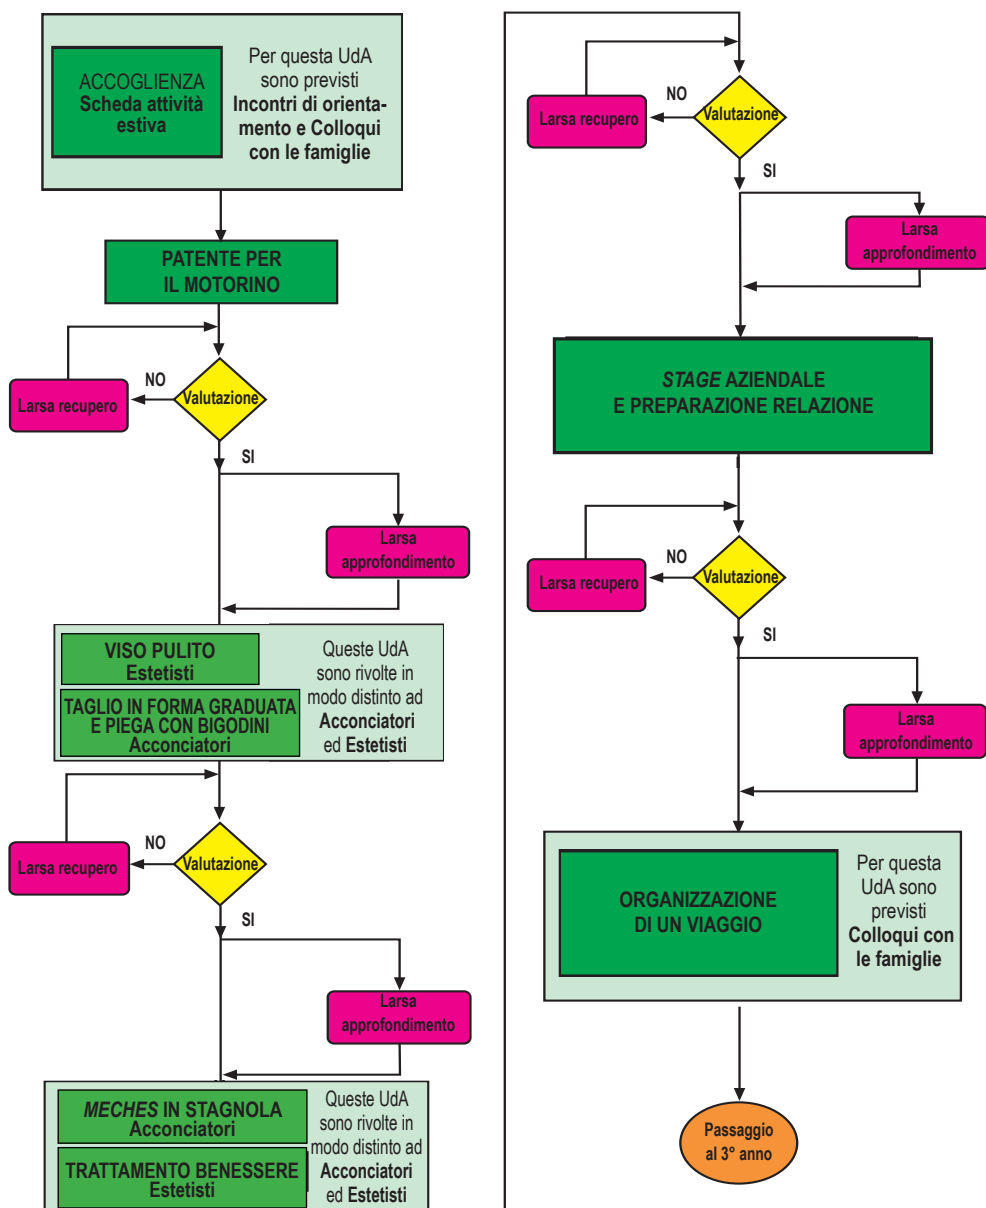 ACCOGLIENZA
Scheda attività
estiva
Per questa UdA
sono previsti
Incontri di orienta-
mento e Colloqui
con le famiglie
PATENTE PER
IL MOTORINO
Larsa recupero
NO
Valutazione
SI
Larsa
approfondimento
VISO PULITO
Estetisti
TAGLIO IN FORMA GRADUATA
E PIEGA CON BIGODINI
Acconciatori
Queste UdA
sono rivolte in
modo distinto ad
Acconciatori
ed Estetisti
Larsa recupero
NO
Valutazione
SI
Larsa
approfondimento
MECHES IN STAGNOLA
Acconciatori
TRATTAMENTO BENESSERE
Estetisti
Queste UdA
sono rivolte in
modo distinto ad
Acconciatori
ed Estetisti
Larsa recupero
NO
Valutazione
SI
Larsa
approfondimento
STAGE AZIENDALE
E PREPARAZIONE RELAZIONE
Larsa recupero
NO
Valutazione
SI
Larsa
approfondimento
ORGANIZZAZIONE
DI UN VIAGGIO
Per questa
UdA sono
previsti
Colloqui con
le famiglie
Passaggio
al 3° anno